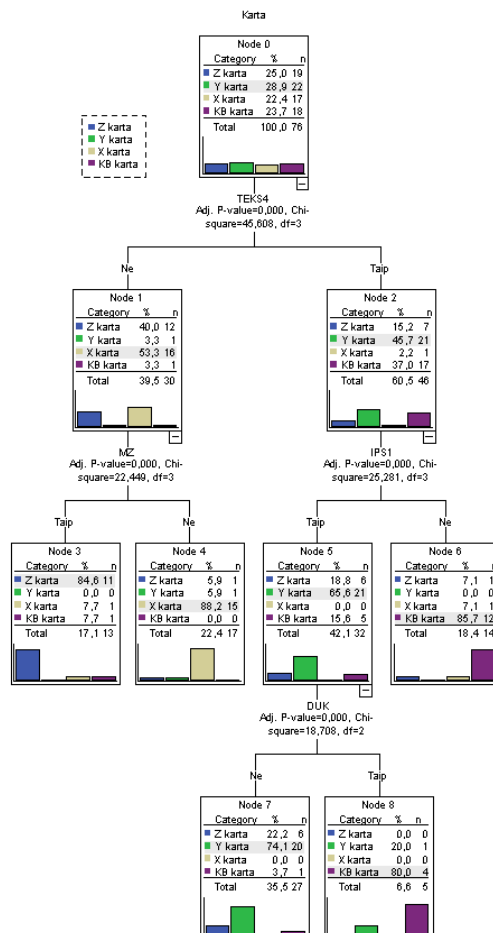 Karta
Node 0
Category % n
Z karta 25,0 19
Y karta 28,9 22
X karta 22,4 17
KB karta 23,7 18
Total 100,0 76
Z karta
Y karta
X karta
KB karta
TEKS4
Adj. P-value=0,000, Chi-
square=45,608, df=3
Ne
Taip
Node 1
Category % n
Z karta 40,0 12
Y karta 3,3 1
X karta 53,3 16
KB karta 3,3 1
Total 39,5 30
Node 2
Category % n
Z karta 15,2 7
Y karta 45,7 21
X karta 2,2 1
KB karta 37,0 17
Total 60,5 46
MZ
Adj. P-value=0,000, Chi-
square=22,449, df=3
IPS1
Adj. P-value=0,000, Chi-
square=25,281, df=3
Taip
Ne
Taip
Ne
Node 3
Category % n
Z karta 84,6 11
Y karta 0,0 0
X karta 7,7 1
KB karta 7,7 1
Total 17,1 13
Node 4
Category % n
Z karta 5,9 1
Y karta 5,9 1
X karta 88,2 15
KB karta 0,0 0
Total 22,4 17
Node 5
Category % n
Z karta 18,8 6
Y karta 65,6 21
X karta 0,0 0
KB karta 15,6 5
Total 42,1 32
Node 6
Category % n
Z karta 7,1 1
Y karta 0,0 0
X karta 7,1 1
KB karta 85,7 12
Total 18,4 14
DUK
Adj. P-value=0,000, Chi-
square=18,708, df=2
Ne
Taip
Node 7
Category % n
Z karta 22,2 6
Y karta 74,1 20
X karta 0,0 0
KB karta 3,7 1
Total 35,5 27
Node 8
Category % n
Z karta 0,0 0
Y karta 20,0 1
X karta 0,0 0
KB karta 80,0 4
Total 6,6 5